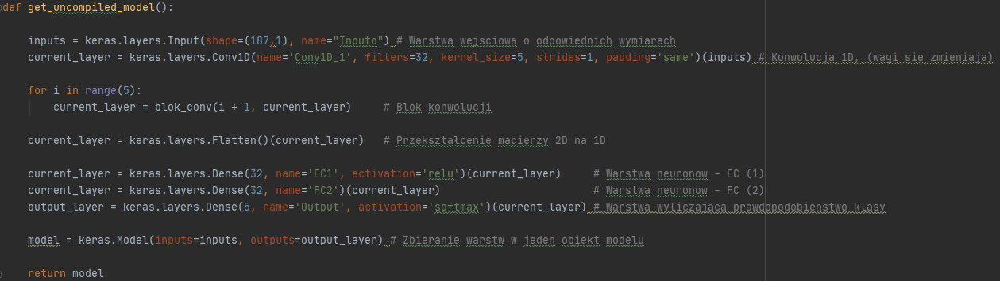 def get_uncompiled_model():
inputs = keras.layers.Input(shape=(187,1), name="Inputo") # Warstwa wejsciowa o odpowiednich wymiarach
current_layer = keras.layers.Conv1D(name='Conv1D_1', filters=32, kernel_size=5, strides=1, padding='same')(inputs) # Konwolucja 1D, (wagi sie zmieniaja)
for i in range(5):
current_layer = blok_conv(i + 1, current_layer) # Blok konwolucji
current_layer = keras.layers.Flatten()(current_layer) # Przekształcenie macierzy 2D na 1D
current_layer = keras.layers.Dense(32, name='FC1', activation='relu')(current_layer) # Warstwa neuronow - FC (1)
current_layer = keras.layers.Dense(32, name='FC2')(current_layer) # Warstwa neuronow - FC (2)
output_layer = keras.layers.Dense(5, name='Output', activation='softmax')(current_layer) # Warstwa wyliczajaca prawdopodobienstwo klasy
model = keras.Model(inputs=inputs, outputs=output_layer) # Zbieranie warstw w jeden obiekt modelu
return model